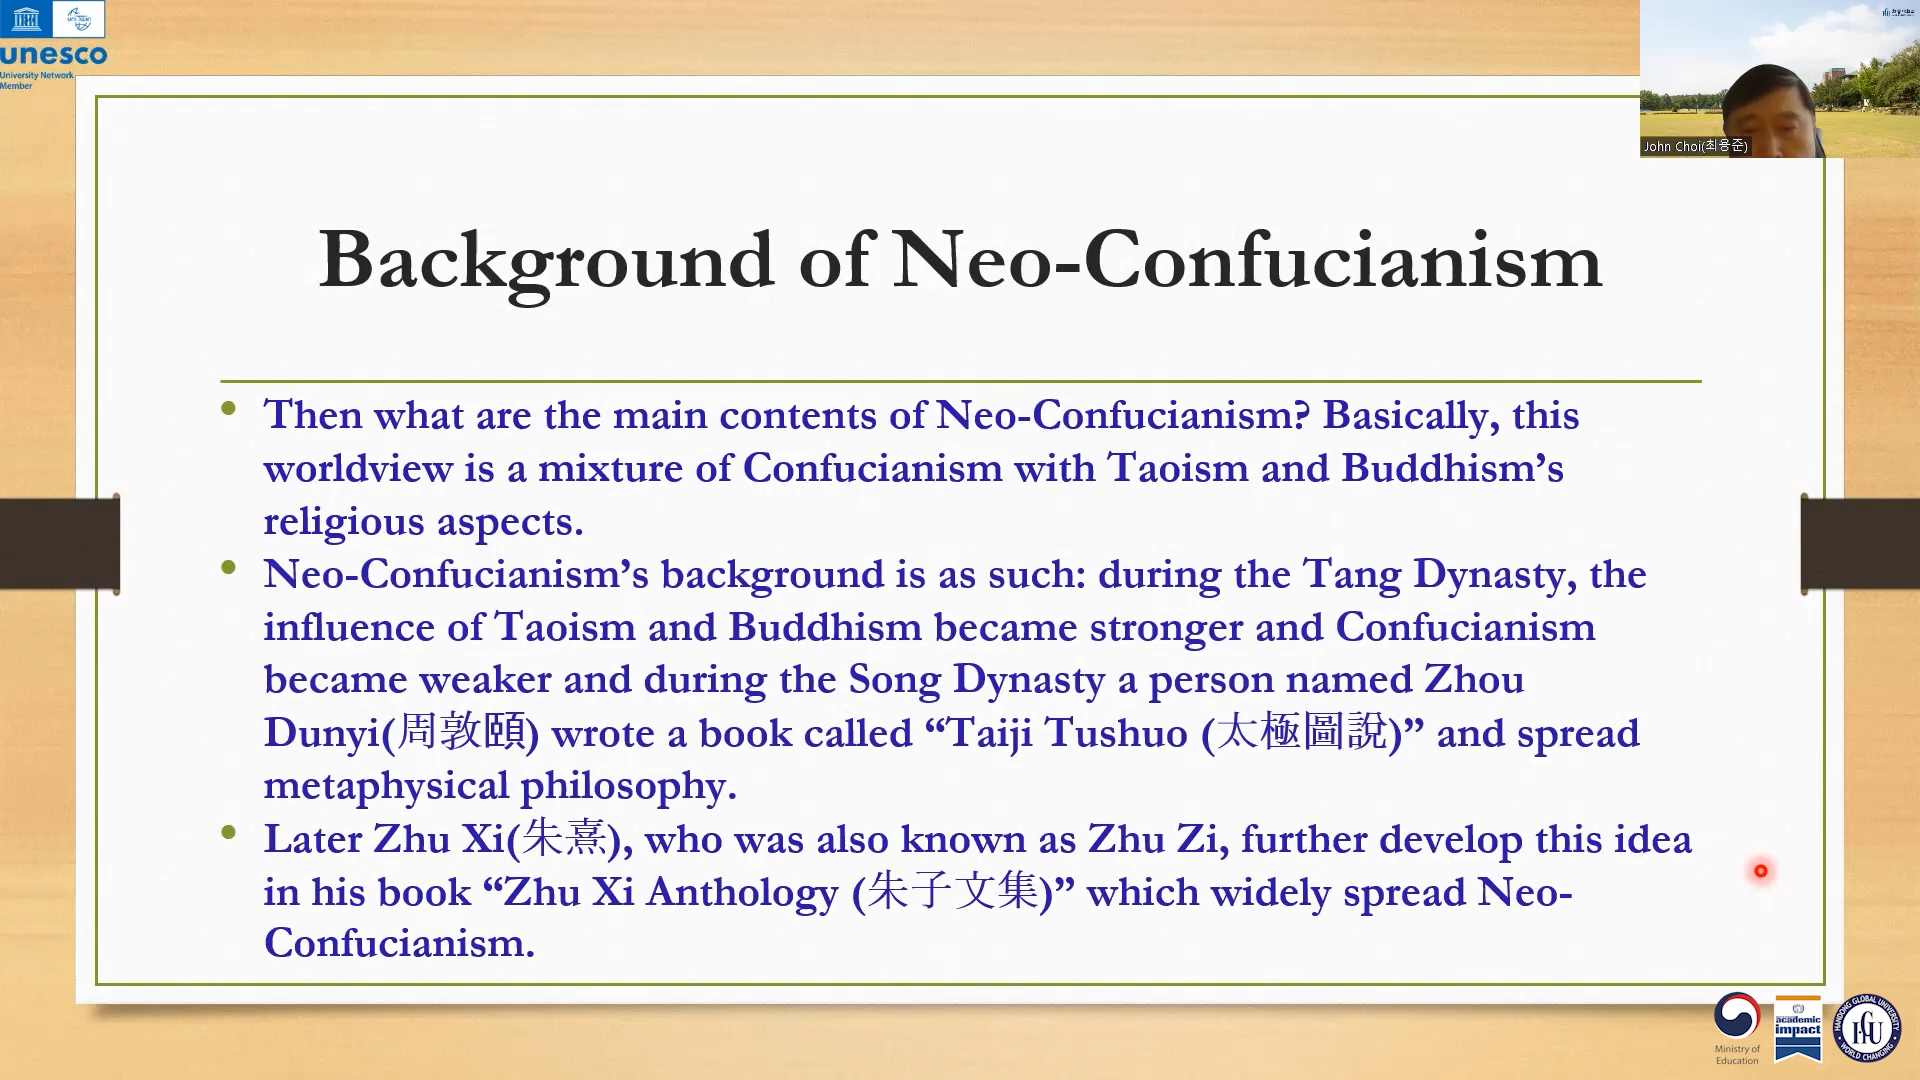 unesco
University Network
Member
John Choi(최용준)
Background of Neo-Confucianism
• Then what are the main contents of Neo-Confucianism? Basically, this
worldview is a mixture of Confucianism with Taoism and Buddhism’s
religious aspects.
• Neo-Confucianism’s background is as such: during the Tang Dynasty, the
influence of Taoism and Buddhism became stronger and Confucianism
became weaker and during the Song Dynasty a person named Zhou
Dunyi(周敦頤) wrote a book called “Taiji Tushuo (太極圖說)” and spread
metaphysical philosophy.
• Later Zhu Xi(朱熹), who was also known as Zhu Zi, further develop this idea
in his book “Zhu Xi Anthology (朱子文集)” which widely spread Neo-
Confucianism.
Ministry of
Education
academic
impact
HANDONG GLOBAL UNIVERSITY
WORLD CHANGING